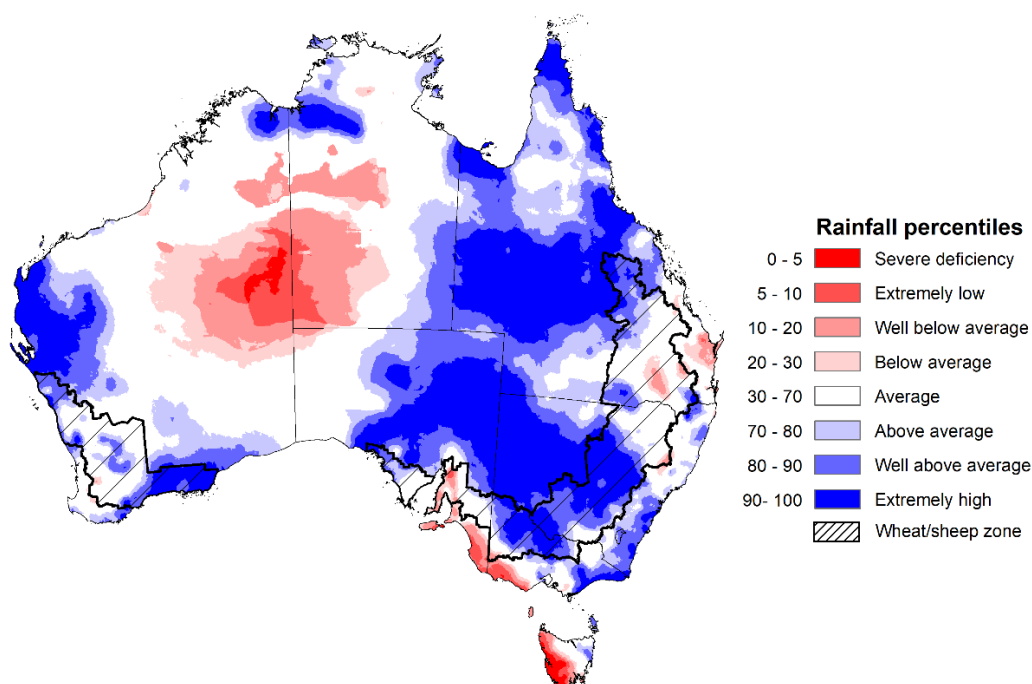 Rainfall percentiles
0 - 5 Severe deficiency
5 - 10 Extremely low
10 - 20 Well below average
20 - 30 Below average
30 - 70 Average
70 - 80 Above average
80 - 90 Well above average
90- 100 Extremely high
Wheat/sheep zone